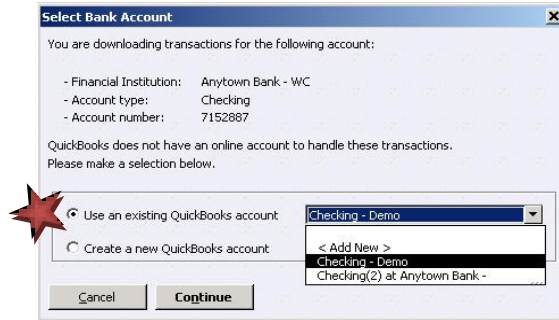 Select Bank Account
You are downloading transactions for the following account:
- Financial Institution: Anytown Bank - WC
- Account type: Checking
- Account number: 7152887
QuickBooks does not have an online account to handle these transactions.
Please make a selection below.
Use an existing QuickBooks account Checking - Demo
< Add New >
Create a new QuickBooks account
Checking - Demo
Checking(2) at Anytown Bank -
Cancel Continue